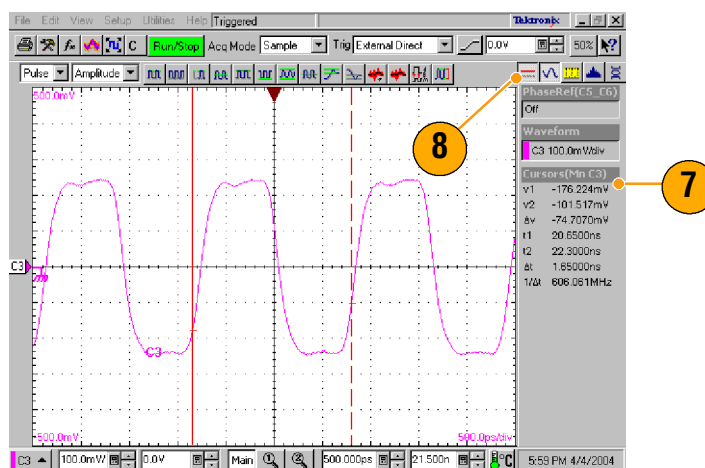 File Edit View Setup Utilities Help Triggered Tektronix
C Run/Stop Acq Mode Sample Trig External Direct 0.0V 50%
Pulse Amplitude
500.0mV
PhaseRef(C5_C6)
Off
Waveform
C3 100.0mW/div
Cursors(Mn C3)
v1 -176.224mV
v2 -101.517mV
Δv -74.7070mV
t1 20.6500ns
t2 22.3000ns
Δt 1.65000ns
1/Δt 606.061MHz
8
7
C3
C3
-500.0mV 500.0ps/div
C3 100.0mW 0.0V Main 1 2 500.000ps 21.500n °C 5:59 PM 4/4/2004